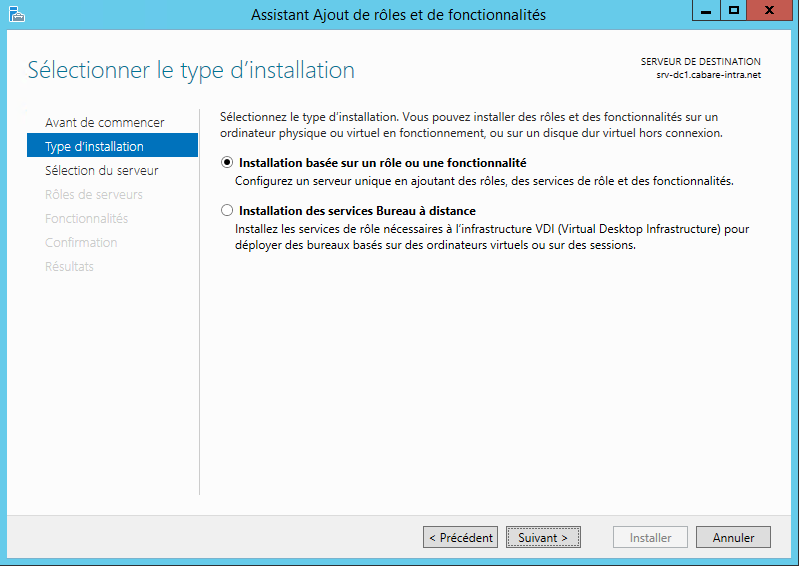 Assistant Ajout de rôles et de fonctionnalités
Sélectionner le type d'installation
SERVEUR DE DESTINATION
srv-dc1.cabare-intra.net
Avant de commencer
Type d'installation
Sélection du serveur
Rôles de serveurs
Fonctionnalités
Confirmation
Résultats
Sélectionnez le type d'installation. Vous pouvez installer des rôles et des fonctionnalités sur un
ordinateur physique ou virtuel en fonctionnement, ou sur un disque dur virtuel hors connexion.
Installation basée sur un rôle ou une fonctionnalité
Configurez un serveur unique en ajoutant des rôles, des services de rôle et des fonctionnalités.
Installation des services Bureau à distance
Installez les services de rôle nécessaires à l'infrastructure VDI (Virtual Desktop Infrastructure) pour
déployer des bureaux basés sur des ordinateurs virtuels ou sur des sessions.
< Précédent
Suivant >
Installer
Annuler